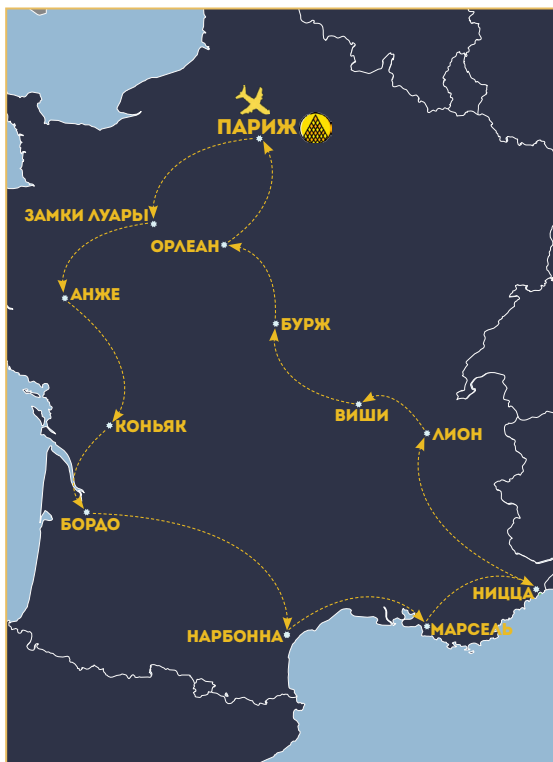 ПАРИЖ
ЗАМКИ ЛУАРЫ
ОРЛЕАН
АНЖЕ
БУРЖ
ВИШИ
КОНЬЯК
ЛИОН
БОРДО
НИЦЦА
МАРСЕЛЬ
НАРБОННА